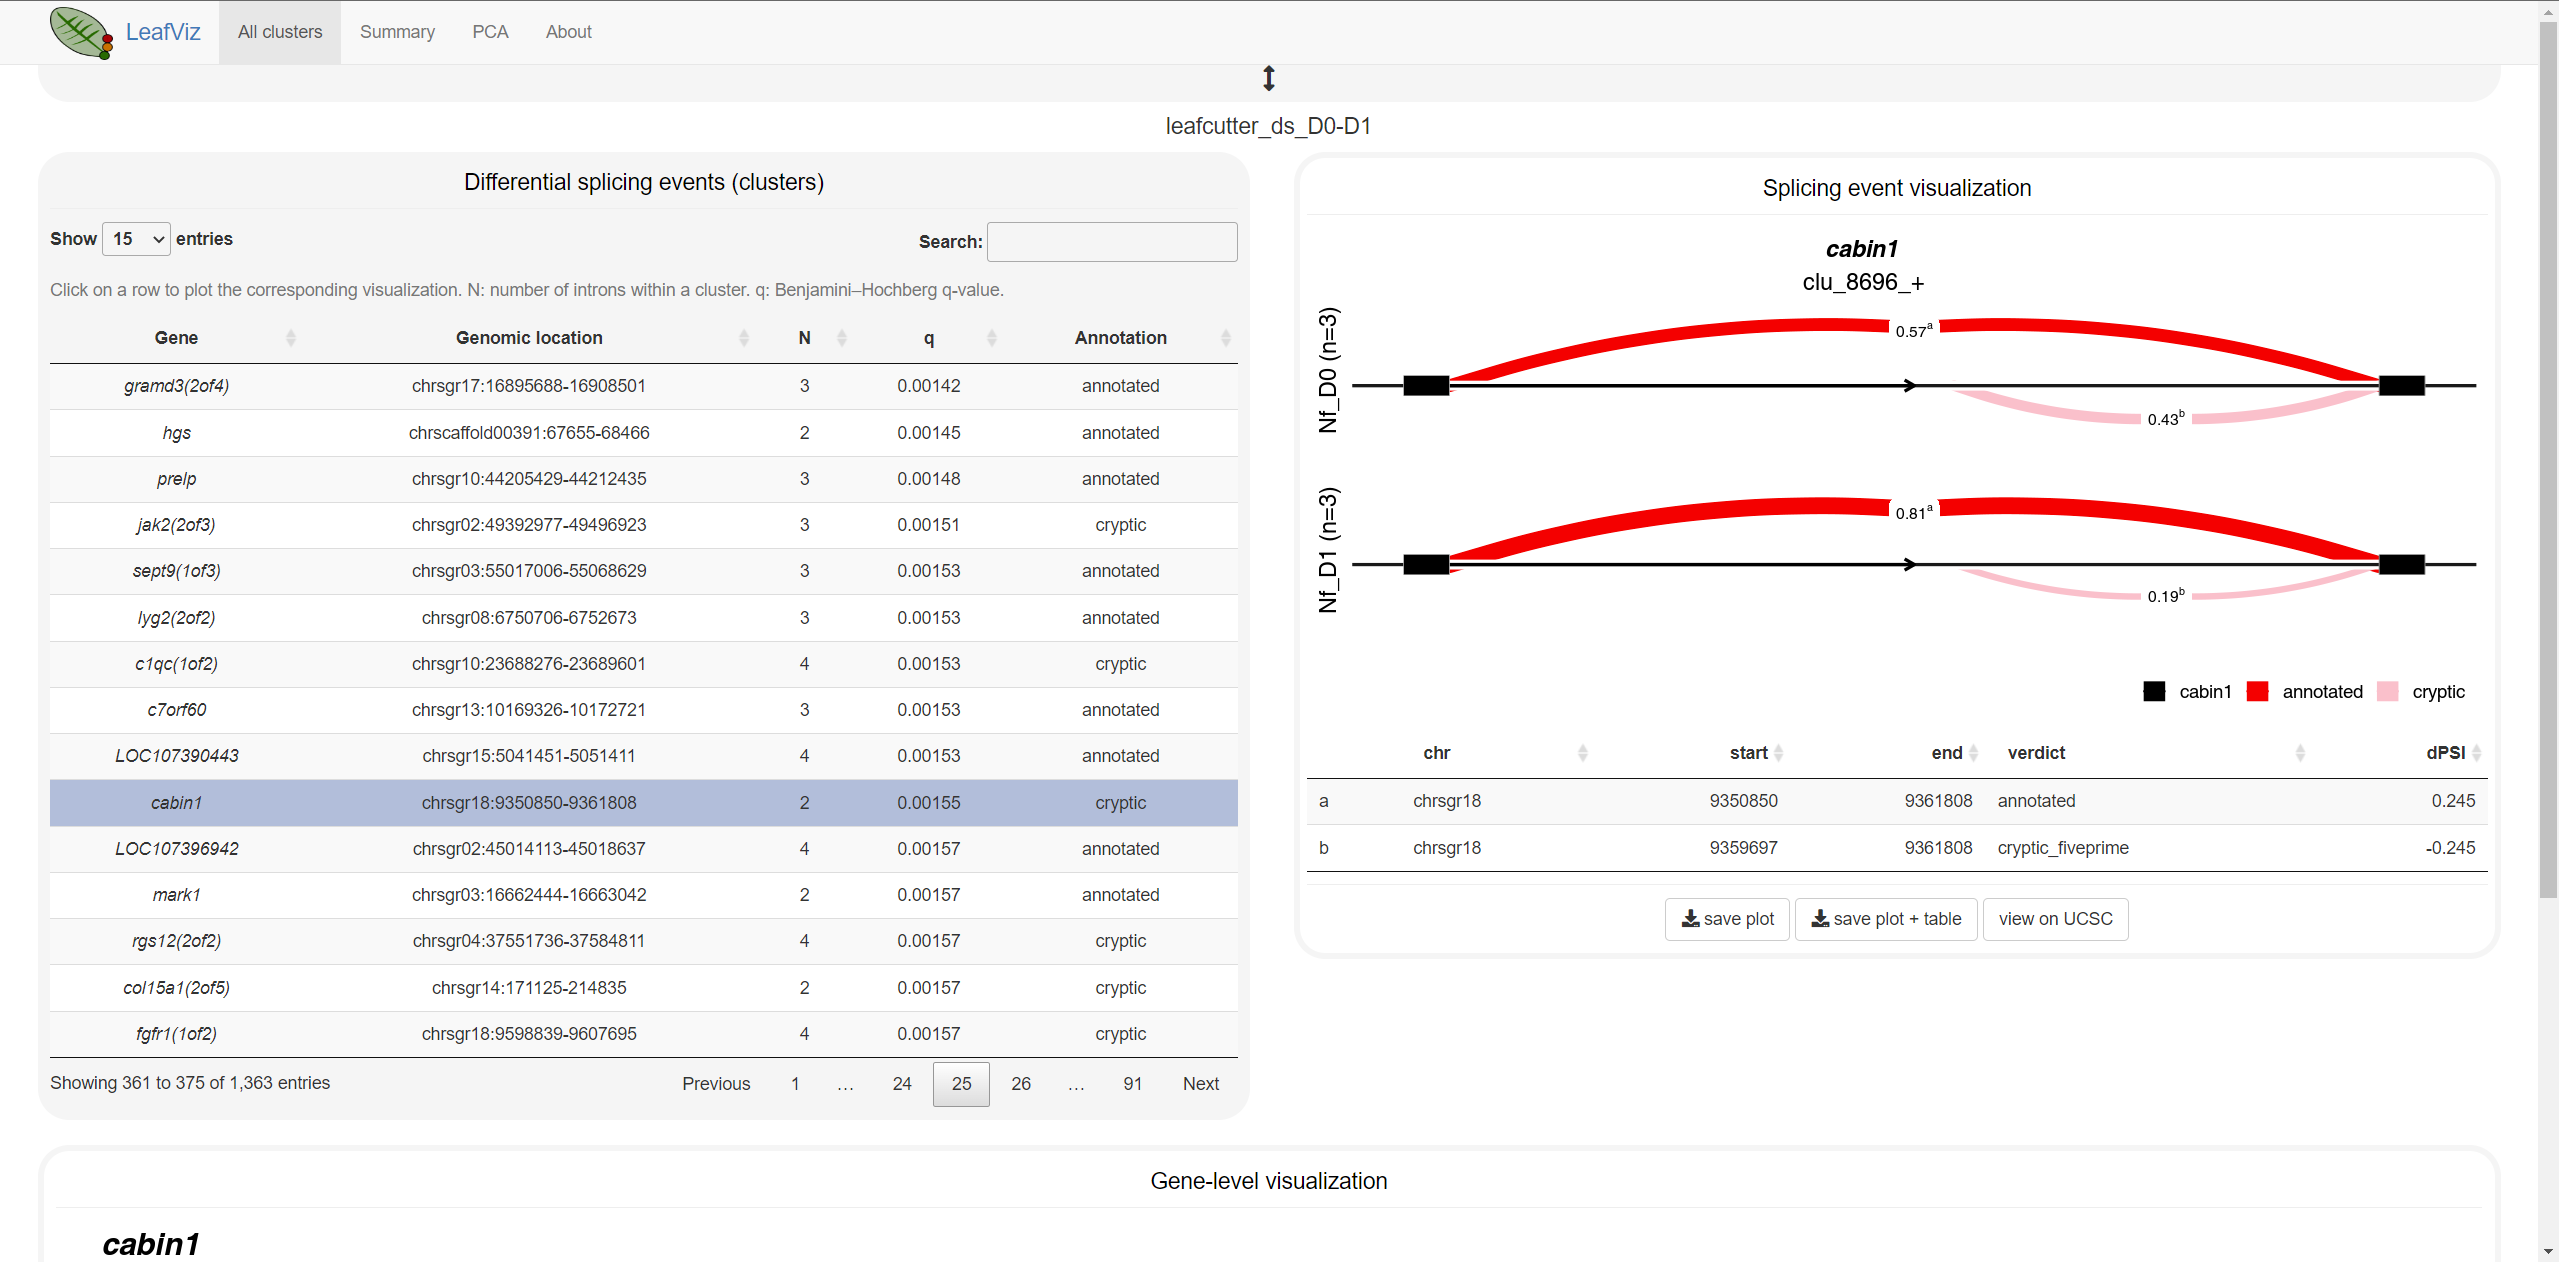 LeafViz All clusters Summary PCA About
leafcutter_ds_D0-D1
Differential splicing events (clusters)
Show 15 entries Search:
Click on a row to plot the corresponding visualization. N: number of introns within a cluster. q: Benjamini–Hochberg q-value.
Gene Genomic location N q Annotation
gramd3(2of4) chrsgr17:16895688-16908501 3 0.00142 annotated
hgs chrscaffold00391:67655-68466 2 0.00145 annotated
prelp chrsgr10:44205429-44212435 3 0.00148 annotated
jak2(2of3) chrsgr02:49392977-49496923 3 0.00151 cryptic
sept9(1of3) chrsgr03:55017006-55068629 3 0.00153 annotated
lyg2(2of2) chrsgr08:6750706-6752673 3 0.00153 annotated
c1qc(1of2) chrsgr10:23688276-23689601 4 0.00153 cryptic
c7orf60 chrsgr13:10169326-10172721 3 0.00153 annotated
LOC107390443 chrsgr15:5041451-5051411 4 0.00153 annotated
cabin1 chrsgr18:9350850-9361808 2 0.00155 cryptic
LOC107396942 chrsgr02:45014113-45018637 4 0.00157 annotated
mark1 chrsgr03:16662444-16663042 2 0.00157 annotated
rgs12(2of2) chrsgr04:37551736-37584811 4 0.00157 cryptic
col15a1(2of5) chrsgr14:171125-214835 2 0.00157 cryptic
fgfr1(1of2) chrsgr18:9598839-9607695 4 0.00157 cryptic
Showing 361 to 375 of 1,363 entries Previous 1 … 24 25 26 … 91 Next
Splicing event visualization
cabin1
clu_8696_+
Nf_D0 (n=3)
0.57a
0.43b
Nf_D1 (n=3)
0.81a
0.19b
cabin1 annotated cryptic
chr start end verdict dPSI
a chrsgr18 9350850 9361808 annotated 0.245
b chrsgr18 9359697 9361808 cryptic_fiveprime -0.245
save plot save plot + table view on UCSC
Gene-level visualization
cabin1